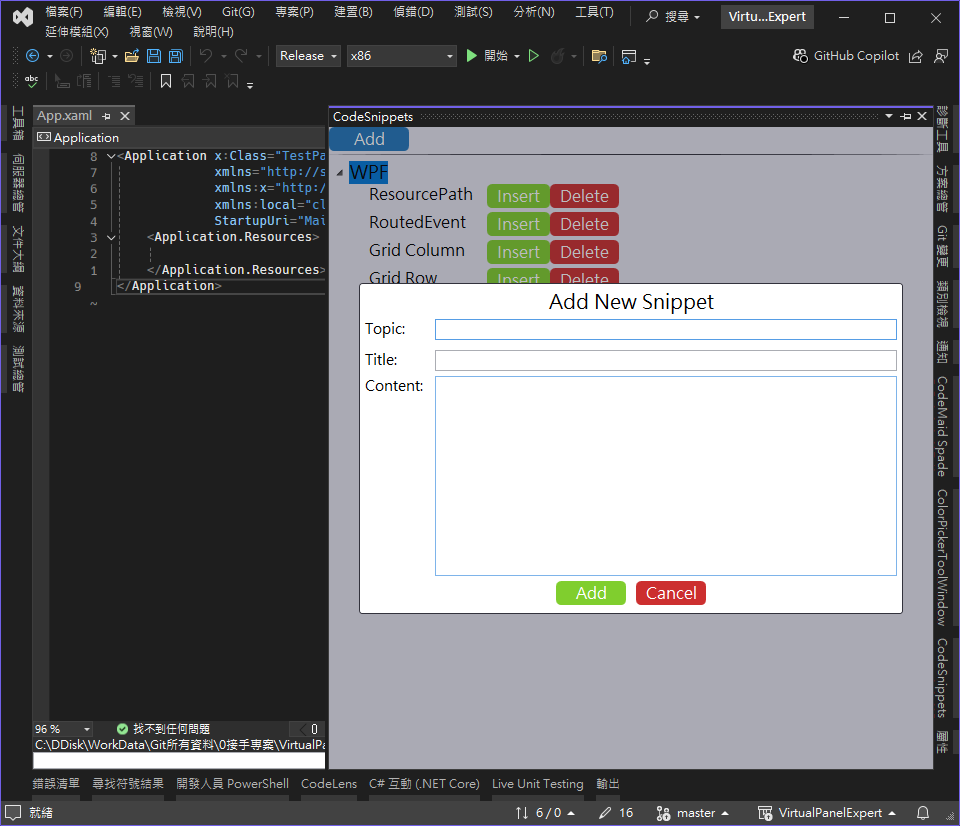 檔案(F) 編輯(E) 檢視(V) Git(G) 專案(P) 建置(B) 偵錯(D) 測試(S) 分析(N) 工具(T)
搜尋
Virtu...Expert
延伸模組(X) 視窗(W) 說明(H)
Release x86 開始
GitHub Copilot
abc
工具箱
伺服器總管
文件大綱
資料來源
測試總管
App.xaml
Application
8 <Application x:Class="TestPa
7 xmlns="http://s
6 xmlns:x="http:/
5 xmlns:local="cl
4 StartupUri="Mai
3 <Application.Resources>
2
1 </Application.Resources>
9 </Application>
~
96 %
找不到任何問題
0
C:\DDisk\WorkData\Git所有資料\0接手專案\VirtualPa
CodeSnippets
Add
WPF
ResourcePath Insert Delete
RoutedEvent Insert Delete
Grid Column Insert Delete
Grid Row Insert Delete
Add New Snippet
Topic:
Title:
Content:
Add Cancel
診斷工具
方案總管
Git 變更
類別檢視
通知
CodeMaid Spade
ColorPickerToolWindow
CodeSnippets
屬性
錯誤清單 尋找符號結果 開發人員 PowerShell CodeLens C# 互動 (.NET Core) Live Unit Testing 輸出
就緒
6 / 0
16
master
VirtualPanelExpert